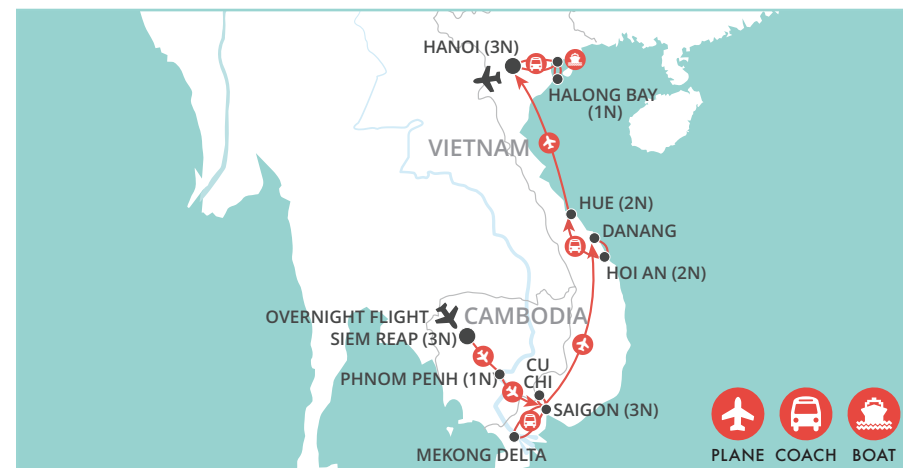 HANOI (3N)
HALONG BAY
(1N)
VIETNAM
HUE (2N)
DANANG
HOI AN (2N)
OVERNIGHT FLIGHT
CAMBODIA
SIEM REAP (3N)
PHNOM PENH (1N)
CU
CHI
SAIGON (3N)
MEKONG DELTA
PLANE COACH BOAT